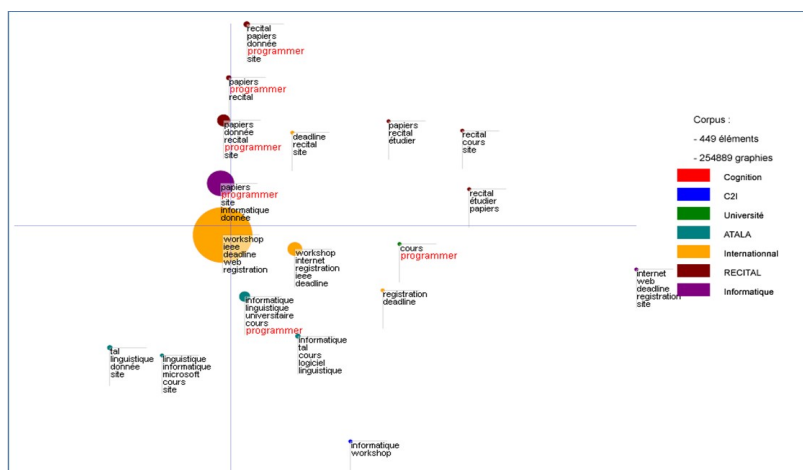 recital
papiers
donnée
programmer
site
papiers
programmer
recital
papiers
donnée
recital
programmer
site
deadline
recital
site
papiers
recital
étudier
recital
cours
site
papiers
programmer
site
informatique
donnée
recital
étudier
papiers
workshop
ieee
deadline
web
registration
workshop
internet
registration
ieee
deadline
cours
programmer
internet
web
deadline
registration
site
registration
deadline
informatique
linguistique
universitaire
cours
programmer
informatique
tal
cours
logiciel
linguistique
tal
linguistique
donnée
site
linguistique
informatique
microsoft
cours
site
informatique
workshop
Corpus :
- 449 éléments
- 254889 graphies
Cognition
C2I
Université
ATALA
Internationnal
RECITAL
Informatique